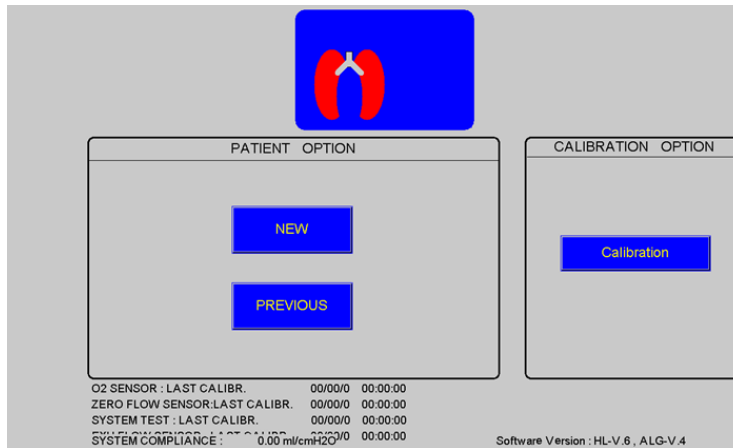 PATIENT OPTION
NEW
PREVIOUS
CALIBRATION OPTION
Calibration
O2 SENSOR : LAST CALIBR. 00/00/0 00:00:00
ZERO FLOW SENSOR:LAST CALIBR. 00/00/0 00:00:00
SYSTEM TEST : LAST CALIBR. 00/00/0 00:00:00
00:00:00
SYSTEM COMPLIANCE : 0.00 ml/cmH2O
Software Version : HL-V.6 , ALG-V.4